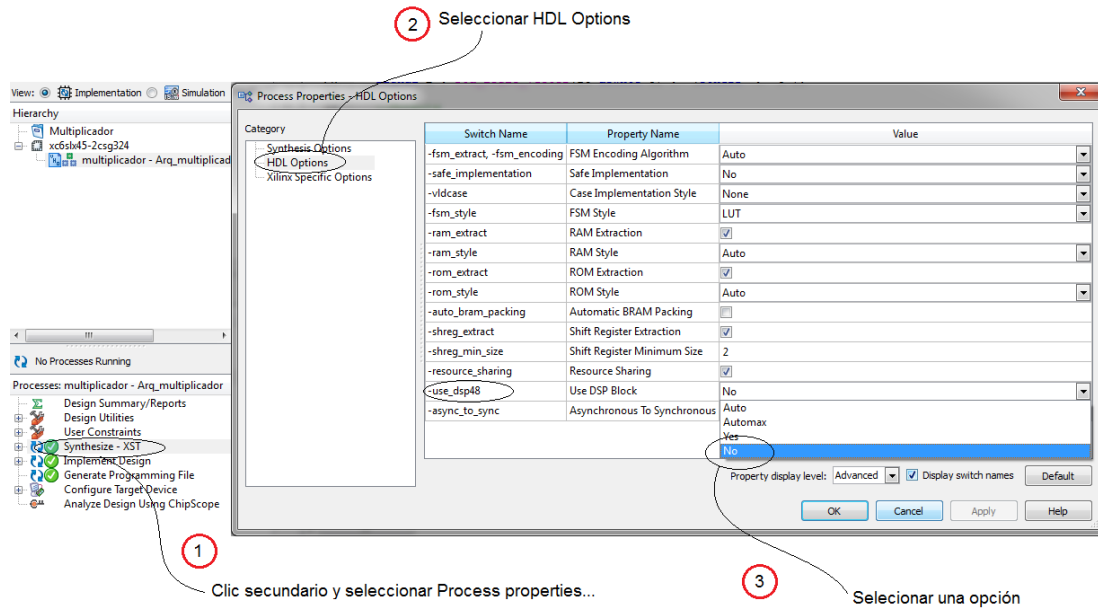 2 Seleccionar HDL Options
View: Implementation Simulation
Hierarchy
Multiplicador
xc6slx45-2csg324
multiplicador - Arq_multiplicad
No Processes Running
Processes: multiplicador - Arq_multiplicador
Design Summary/Reports
Design Utilities
User Constraints
Synthesize - XST
Implement Design
Generate Programming File
Configure Target Device
Analyze Design Using ChipScope
Process Properties - HDL Options
Category
Synthesis Options
HDL Options
Xilinx Specific Options
Switch Name Property Name Value
-fsm_extract, -fsm_encoding FSM Encoding Algorithm Auto
-safe_implementation Safe Implementation No
-vldcase Case Implementation Style None
-fsm_style FSM Style LUT
-ram_extract RAM Extraction
-ram_style RAM Style Auto
-rom_extract ROM Extraction
-rom_style ROM Style Auto
-auto_bram_packing Automatic BRAM Packing
-shreg_extract Shift Register Extraction
-shreg_min_size Shift Register Minimum Size 2
-resource_sharing Resource Sharing
-use_dsp48 Use DSP Block No
-async_to_sync Asynchronous To Synchronous
Auto
Automax
Yes
No
Property display level: Advanced Display switch names Default
OK Cancel Apply Help
1
Clic secundario y seleccionar Process properties...
3
Selecionar una opción